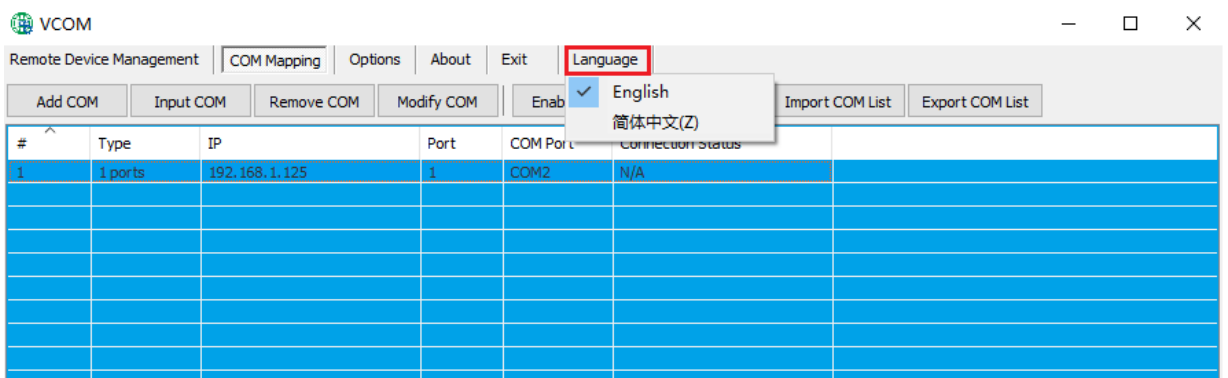 VCOM
Remote Device Management COM Mapping Options About Exit Language
Add COM Input COM Remove COM Modify COM Import COM List Export COM List
English
简体中文(Z)
# Type IP Port COM Port Connection Status
1 1 ports 192.168.1.125 1 COM2 N/A